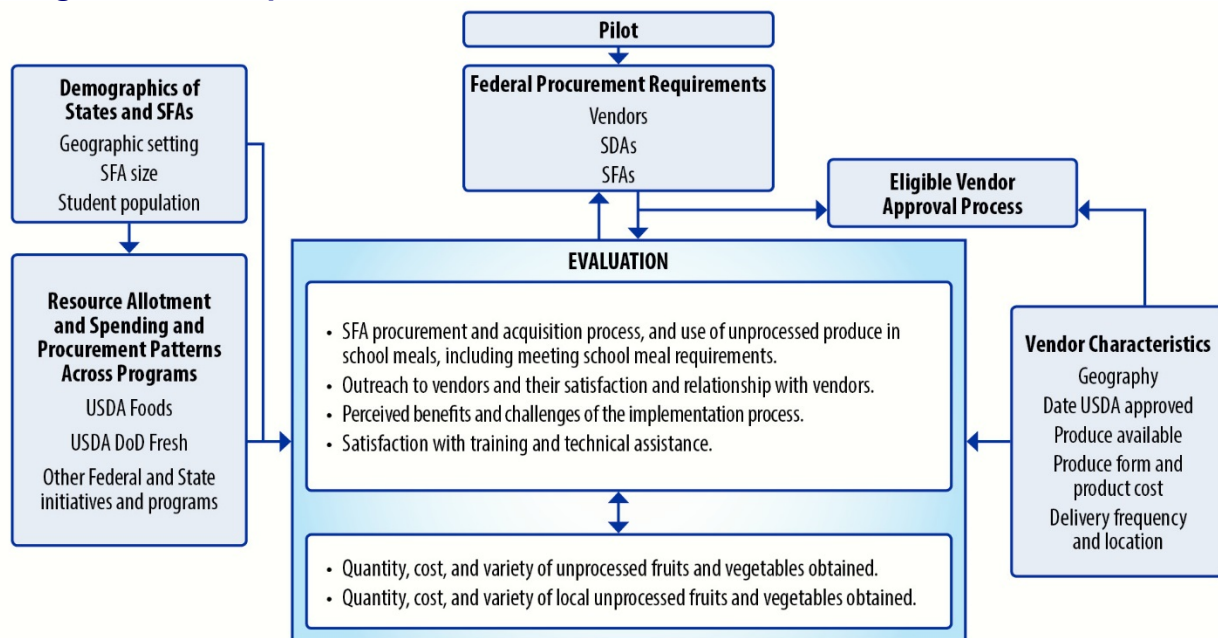 Pilot
Federal Procurement Requirements
Vendors
SDAs
SFAs
Demographics of
States and SFAs
Geographic setting
SFA size
Student population
Eligible Vendor
Approval Process
Resource Allotment
and Spending and
Procurement Patterns
Across Programs
USDA Foods
USDA DoD Fresh
Other Federal and State
initiatives and programs
EVALUATION
• SFA procurement and acquisition process, and use of unprocessed produce in
school meals, including meeting school meal requirements.
• Outreach to vendors and their satisfaction and relationship with vendors.
• Perceived benefits and challenges of the implementation process.
• Satisfaction with training and technical assistance.
• Quantity, cost, and variety of unprocessed fruits and vegetables obtained.
• Quantity, cost, and variety of local unprocessed fruits and vegetables obtained.
Vendor Characteristics
Geography
Date USDA approved
Produce available
Produce form and
product cost
Delivery frequency
and location